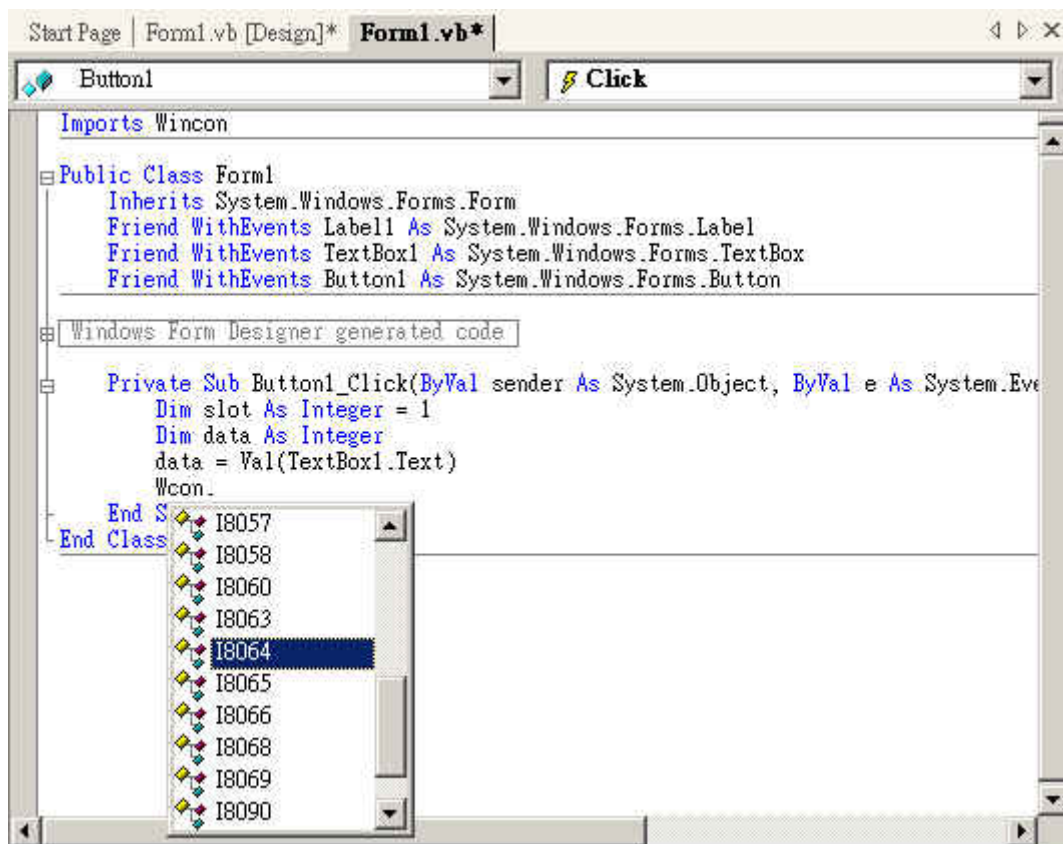 Start Page Form1.vb [Design]* Form1.vb*
Button1 Click
Imports Wincon
Public Class Form1
Inherits System.Windows.Forms.Form
Friend WithEvents Label1 As System.Windows.Forms.Label
Friend WithEvents TextBox1 As System.Windows.Forms.TextBox
Friend WithEvents Button1 As System.Windows.Forms.Button
Windows Form Designer generated code
Private Sub Button1_Click(ByVal sender As System.Object, ByVal e As System.Eve
Dim slot As Integer = 1
Dim data As Integer
data = Val(TextBox1.Text)
Wcon.
End S
End Class
I8057
I8058
I8060
I8063
I8064
I8065
I8066
I8068
I8069
I8090